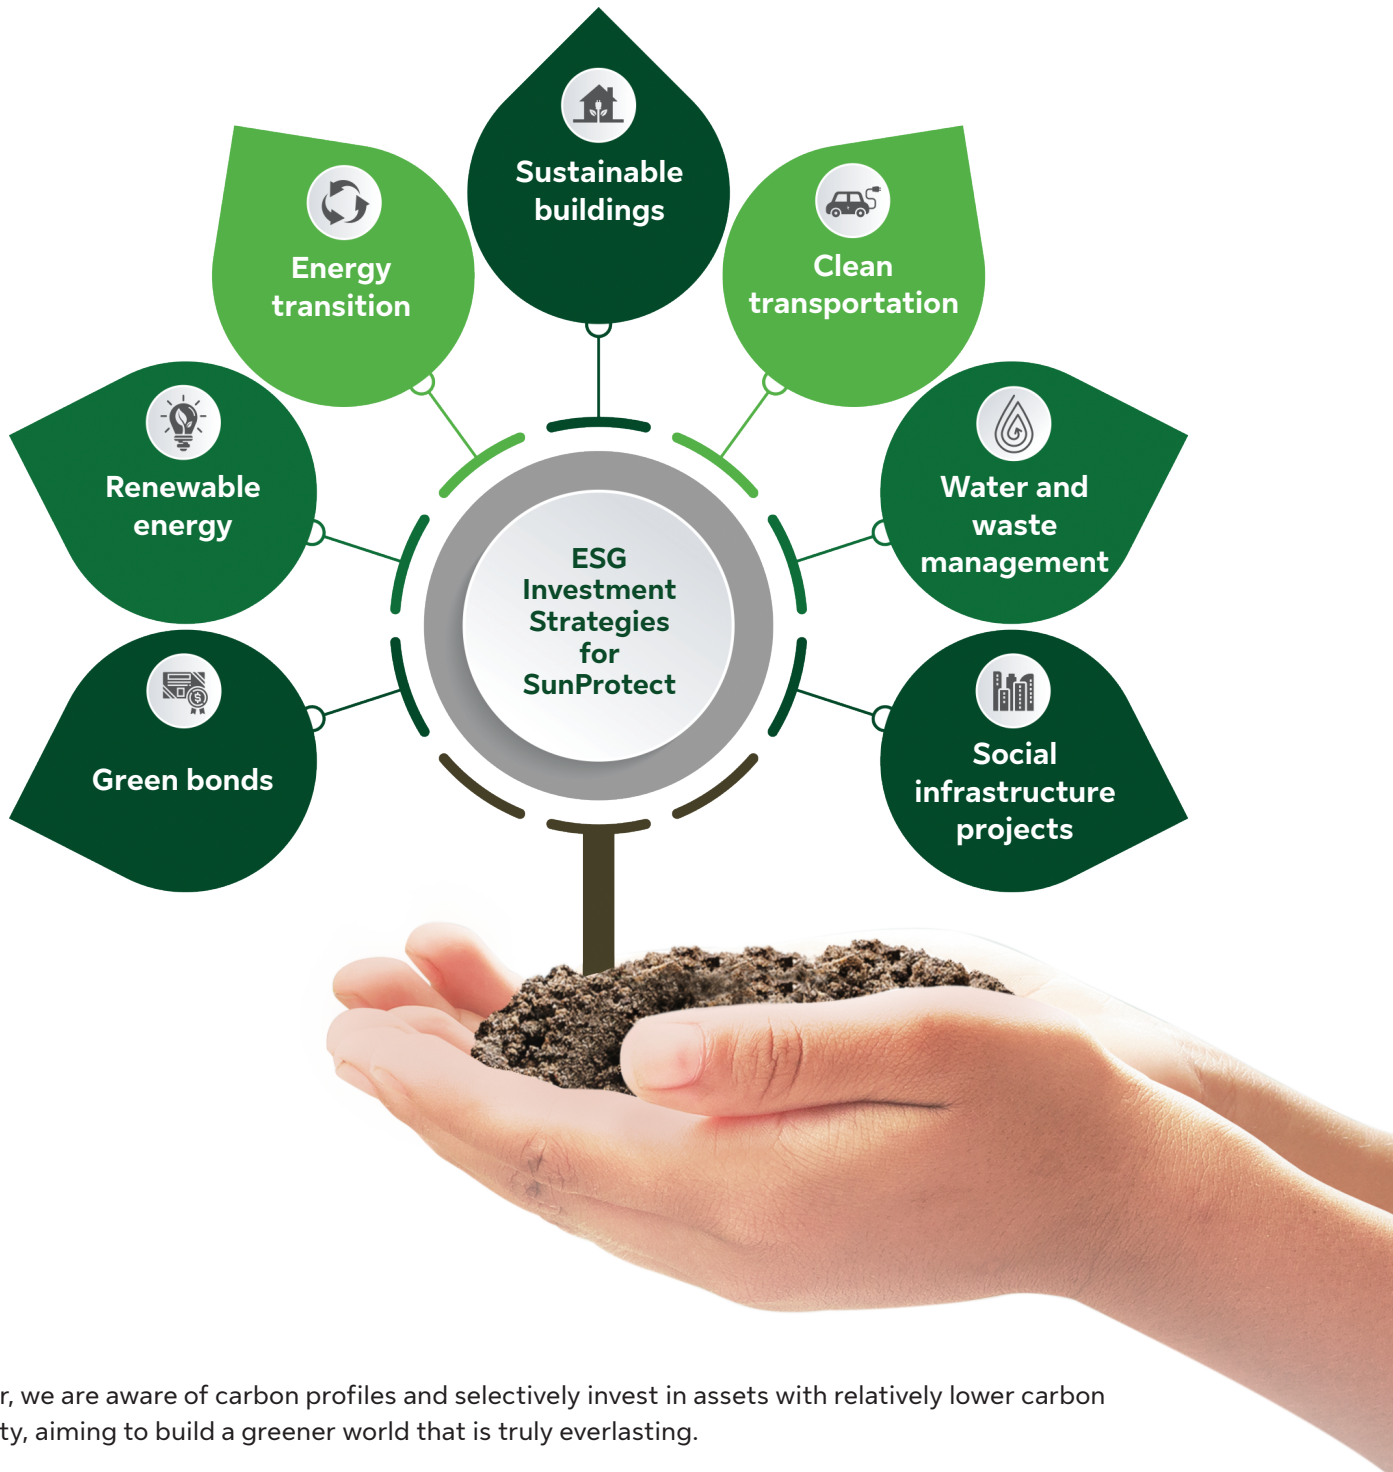 Sustainable
buildings
Energy
transition
Clean
transportation
Renewable
energy
Water and
waste
management
ESG
Investment
Strategies
for
SunProtect
Green bonds
Social
infrastructure
projects
we are aware of carbon profiles and selectively invest in assets with relatively lower carbon
aiming to build a greener world that is truly everlasting.